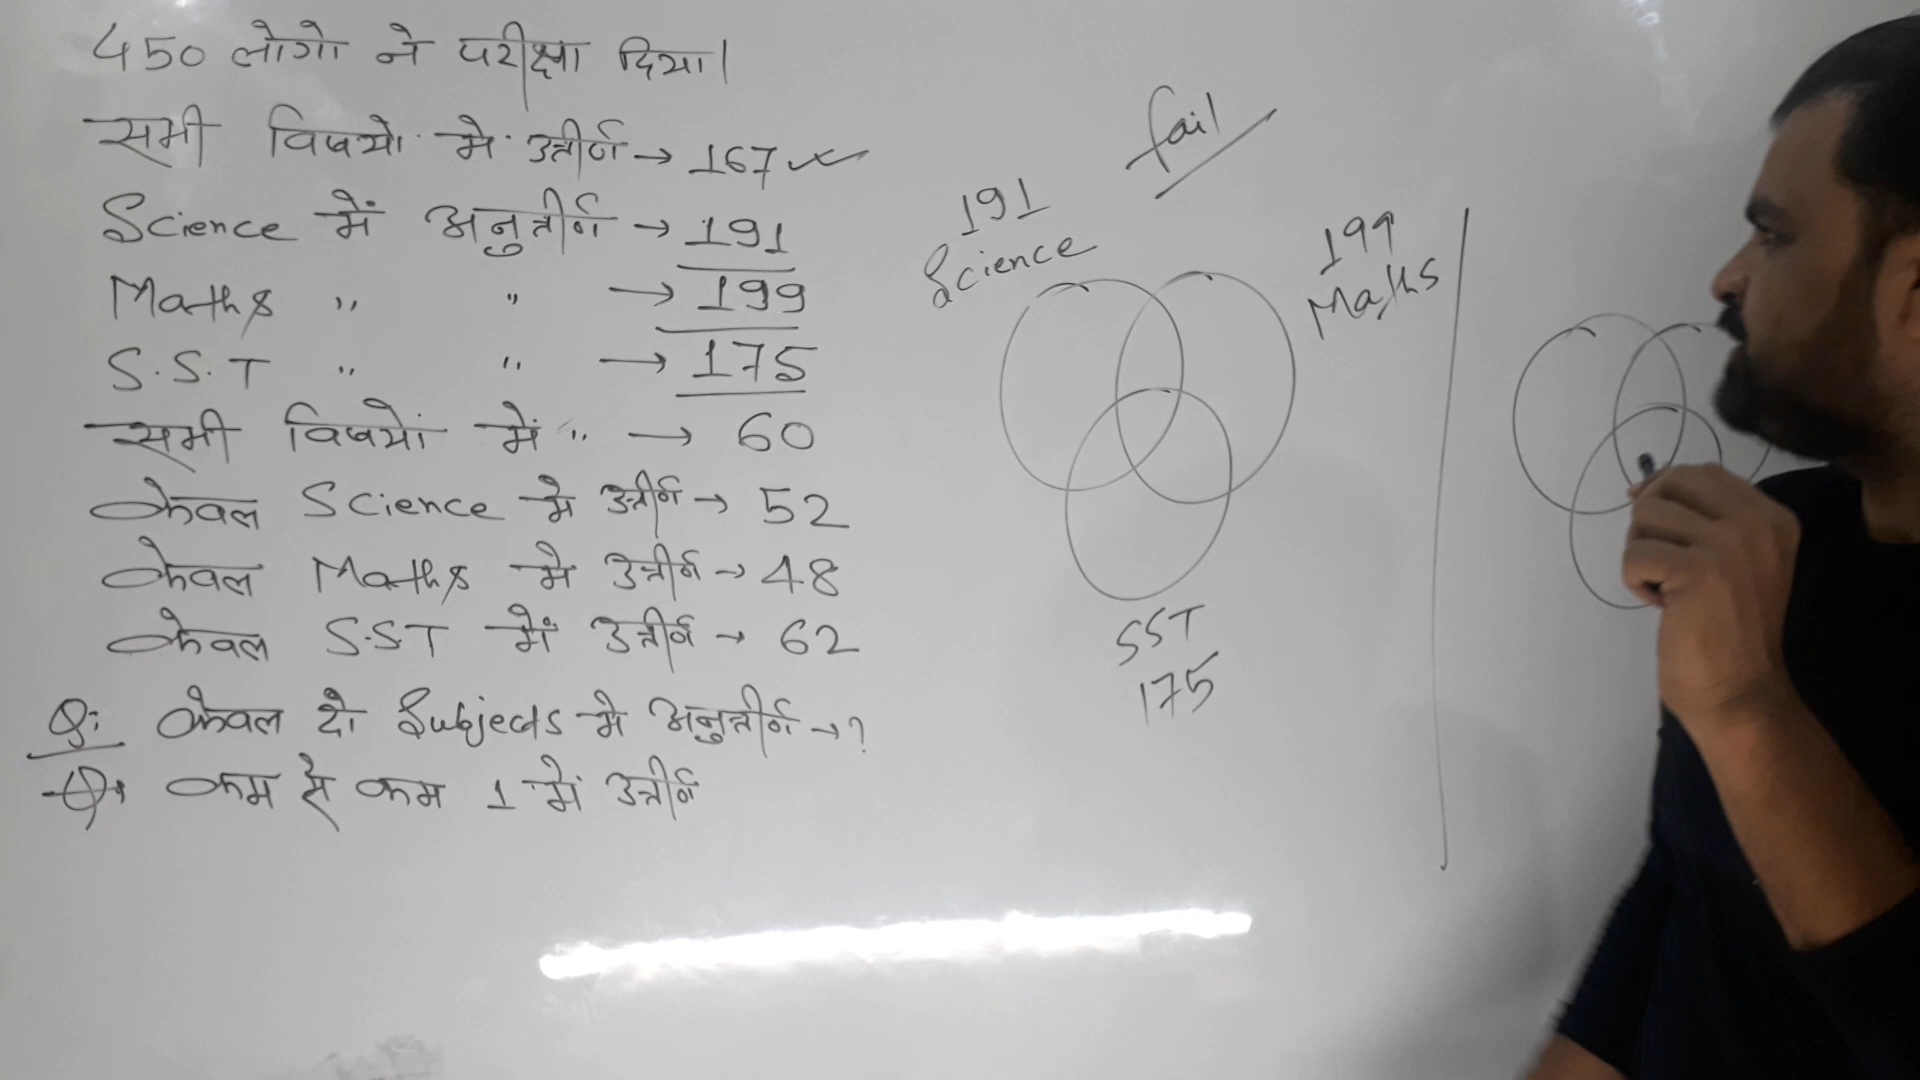 450 लोगो ने परीक्षा दिया।
सभी विषयो में उत्तीर्ण → 167 ✓
Science में अनुत्तीर्ण → 191
Maths " " → 199
S.S.T " " → 175
सभी विषयों में " → 60
केवल Science मे उत्तीर्ण → 52
केवल Maths मे उत्तीर्ण → 48
केवल S.S.T में उत्तीर्ण → 62
Q: केवल दो Subjects मे अनुत्तीर्ण → ?
Q: कम से कम 1 में उत्तीर्ण
fail
191
Science
199
Maths
SST
175